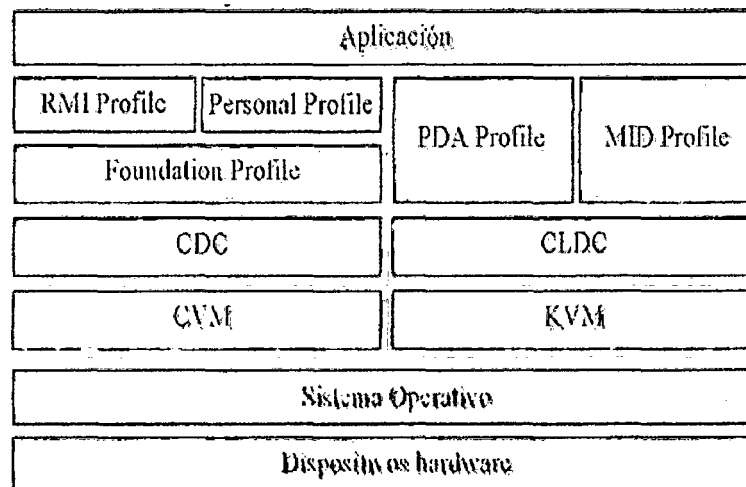 Aplicación
RMI Profile
Personal Profile
PDA Profile
MID Profile
Foundation Profile
CDC
CLDC
CVM
KVM
Sistema Operativo
Dispositivos hardware